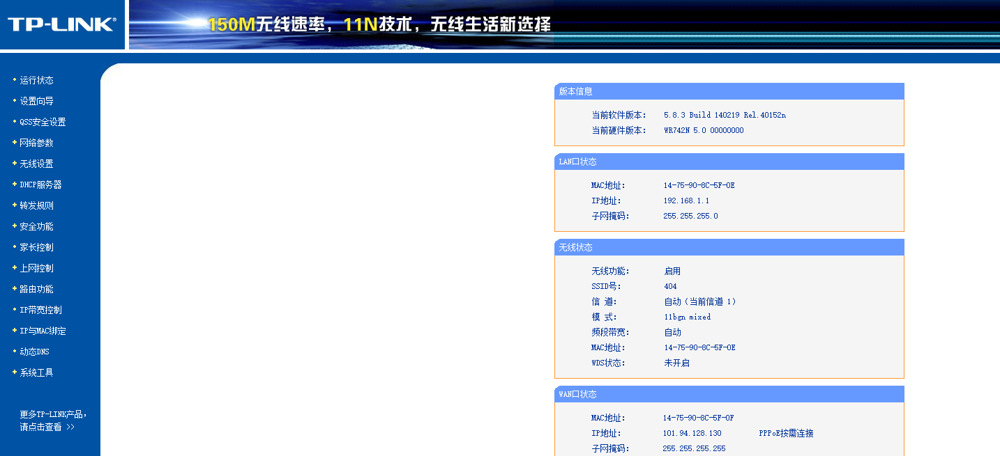 TP-LINK®
150M无线速率，11N技术，无线生活新选择
运行状态
设置向导
QSS安全设置
网络参数
无线设置
DHCP服务器
转发规则
安全功能
家长控制
上网控制
路由功能
IP带宽控制
IP与MAC绑定
动态DNS
系统工具
更多TP-LINK产品，
请点击查看 >>
版本信息
当前软件版本： 5.8.3 Build 140219 Rel.40152n
当前硬件版本： WR742N 5.0 00000000
LAN口状态
MAC地址： 14-75-90-8C-5F-0E
IP地址： 192.168.1.1
子网掩码： 255.255.255.0
无线状态
无线功能： 启用
SSID号： 404
信 道： 自动（当前信道 1）
模 式： 11bgn mixed
频段带宽： 自动
MAC地址： 14-75-90-8C-5F-0E
WDS状态： 未开启
WAN口状态
MAC地址： 14-75-90-8C-5F-0F
IP地址： 101.94.128.130 PPPoE按需连接
子网掩码： 255.255.255.255